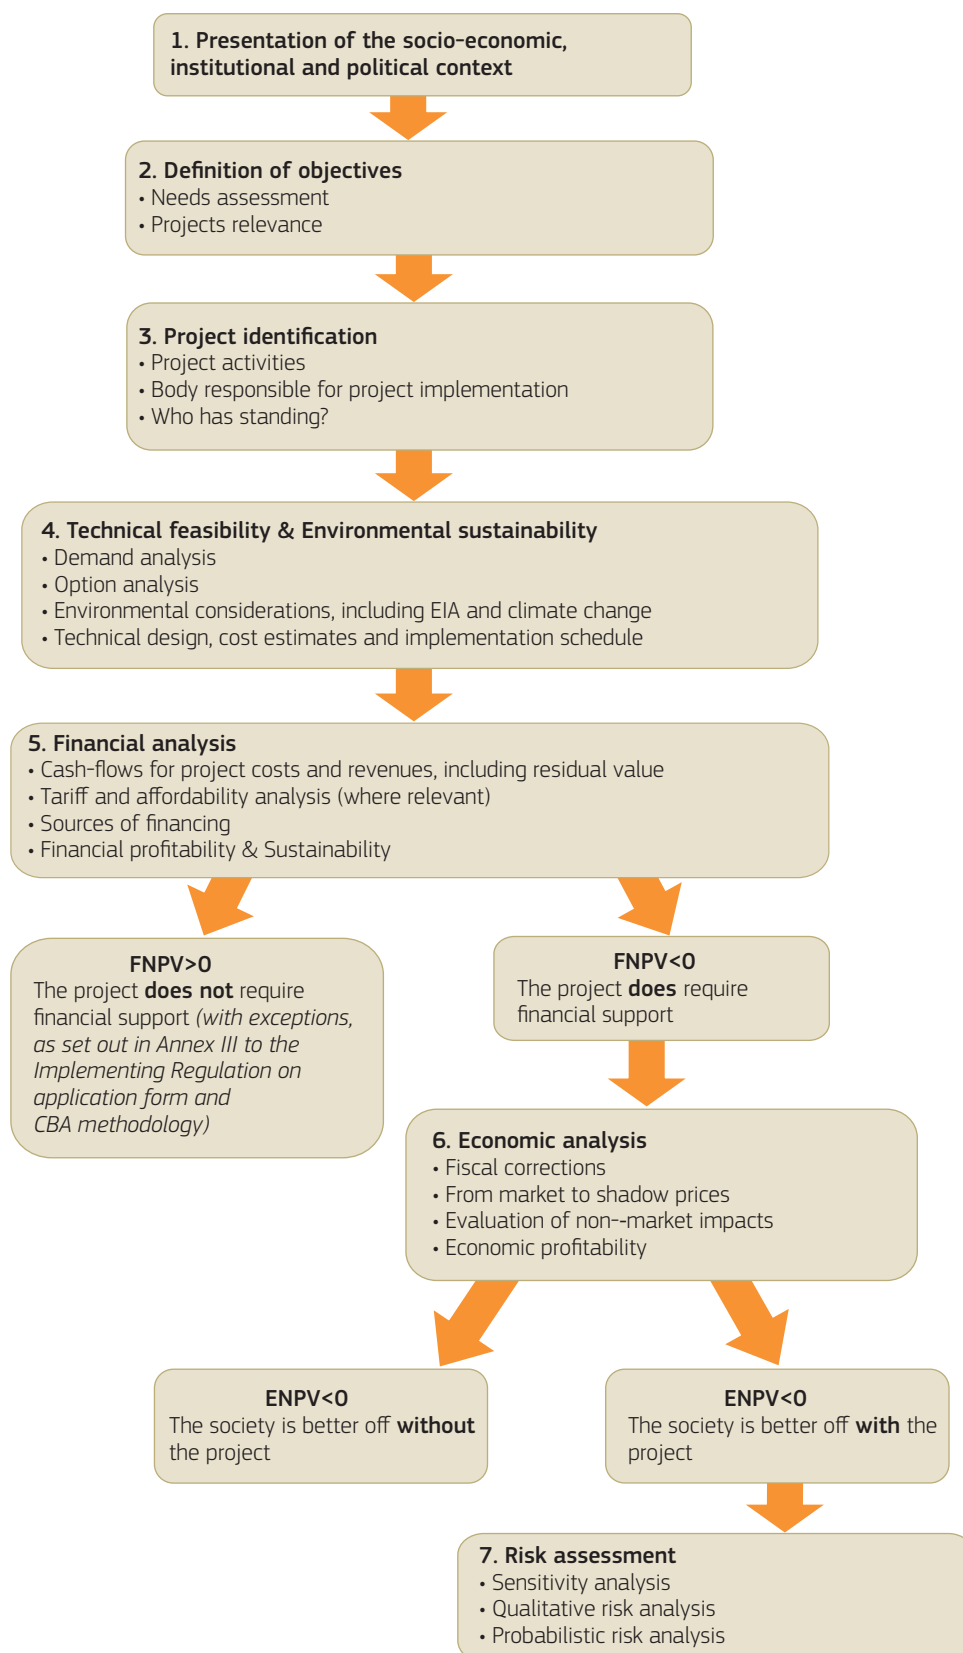 1. Presentation of the socio-economic,
institutional and political context
2. Definition of objectives
• Needs assessment
• Projects relevance
3. Project identification
• Project activities
• Body responsible for project implementation
• Who has standing?
4. Technical feasibility & Environmental sustainability
• Demand analysis
• Option analysis
• Environmental considerations, including EIA and climate change
• Technical design, cost estimates and implementation schedule
5. Financial analysis
• Cash-flows for project costs and revenues, including residual value
• Tariff and affordability analysis (where relevant)
• Sources of financing
• Financial profitability & Sustainability
FNPV>0
The project does not require
financial support (with exceptions,
as set out in Annex III to the
Implementing Regulation on
application form and
CBA methodology)
FNPV<0
The project does require
financial support
6. Economic analysis
• Fiscal corrections
• From market to shadow prices
• Evaluation of non--market impacts
• Economic profitability
ENPV<0
The society is better off without
the project
ENPV<0
The society is better off with the
project
7. Risk assessment
• Sensitivity analysis
• Qualitative risk analysis
• Probabilistic risk analysis